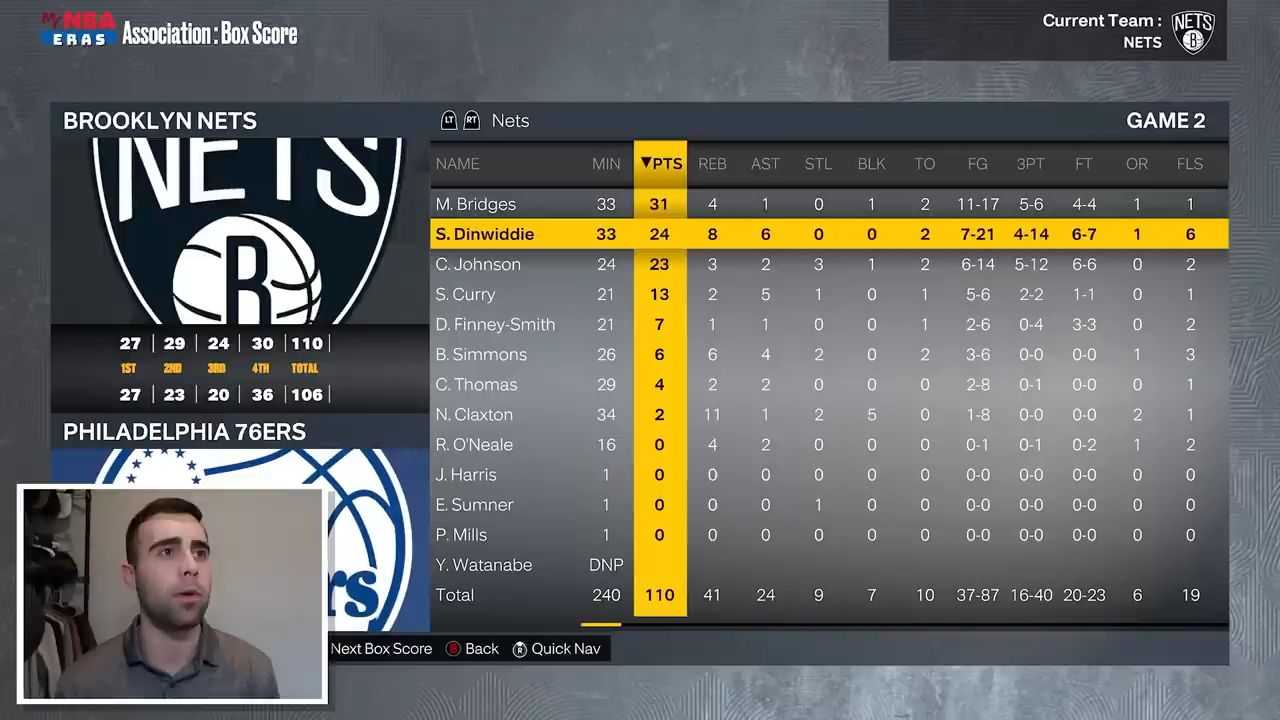 My NBA ERAS Association : Box Score
Current Team :
NETS
NETS B
BROOKLYN NETS
NETS
B
27 | 29 | 24 | 30 | 110 |
1ST 2ND 3RD 4TH TOTAL
27 | 23 | 20 | 36 | 106 |
PHILADELPHIA 76ERS
ers
LT RT Nets GAME 2
NAME MIN ▼PTS REB AST STL BLK TO FG 3PT FT OR FLS
M. Bridges 33 31 4 1 0 1 2 11-17 5-6 4-4 1 1
S. Dinwiddie 33 24 8 6 0 0 2 7-21 4-14 6-7 1 6
C. Johnson 24 23 3 2 3 1 2 6-14 5-12 6-6 0 2
S. Curry 21 13 2 5 1 0 1 5-6 2-2 1-1 0 1
D. Finney-Smith 21 7 1 1 0 0 1 2-6 0-4 3-3 0 2
B. Simmons 26 6 6 4 2 0 2 3-6 0-0 0-0 1 3
C. Thomas 29 4 2 2 0 0 0 2-8 0-1 0-0 0 1
N. Claxton 34 2 11 1 2 5 0 1-8 0-0 0-0 2 1
R. O'Neale 16 0 4 2 0 0 0 0-1 0-1 0-2 1 2
J. Harris 1 0 0 0 0 0 0 0-0 0-0 0-0 0 0
E. Sumner 1 0 0 0 1 0 0 0-0 0-0 0-0 0 0
P. Mills 1 0 0 0 0 0 0 0-0 0-0 0-0 0 0
Y. Watanabe DNP
Total 240 110 41 24 9 7 10 37-87 16-40 20-23 6 19
Next Box Score B Back R Quick Nav